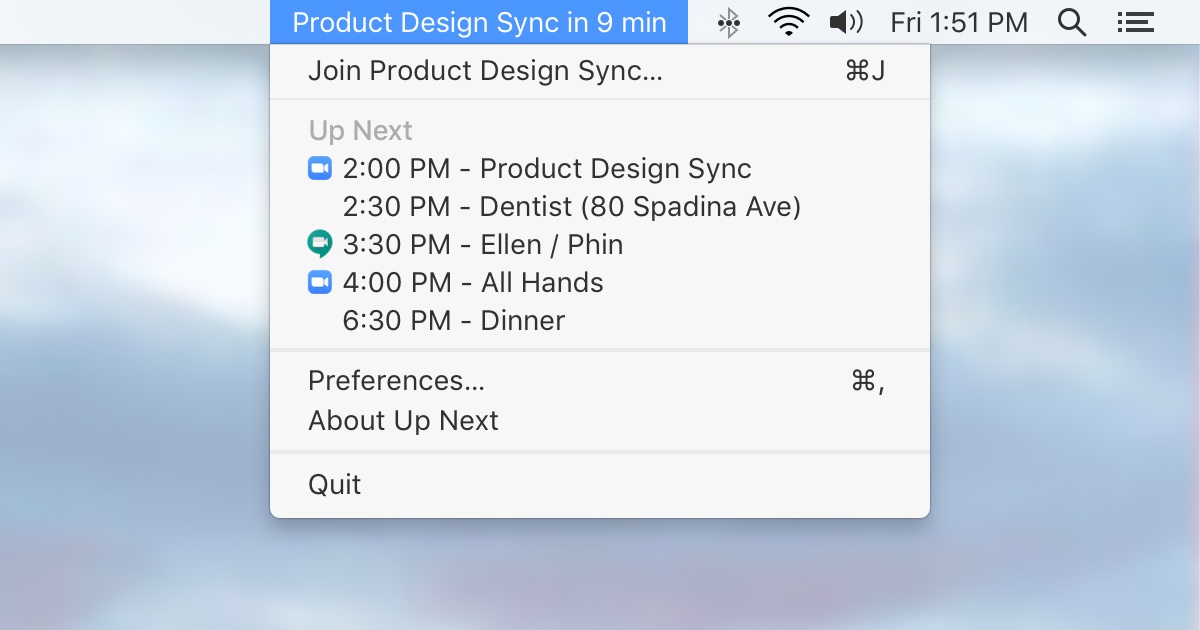 Product Design Sync in 9 min Fri 1:51 PM
Join Product Design Sync... ⌘J
Up Next
2:00 PM - Product Design Sync
2:30 PM - Dentist (80 Spadina Ave)
3:30 PM - Ellen / Phin
4:00 PM - All Hands
6:30 PM - Dinner
Preferences... ⌘,
About Up Next
Quit